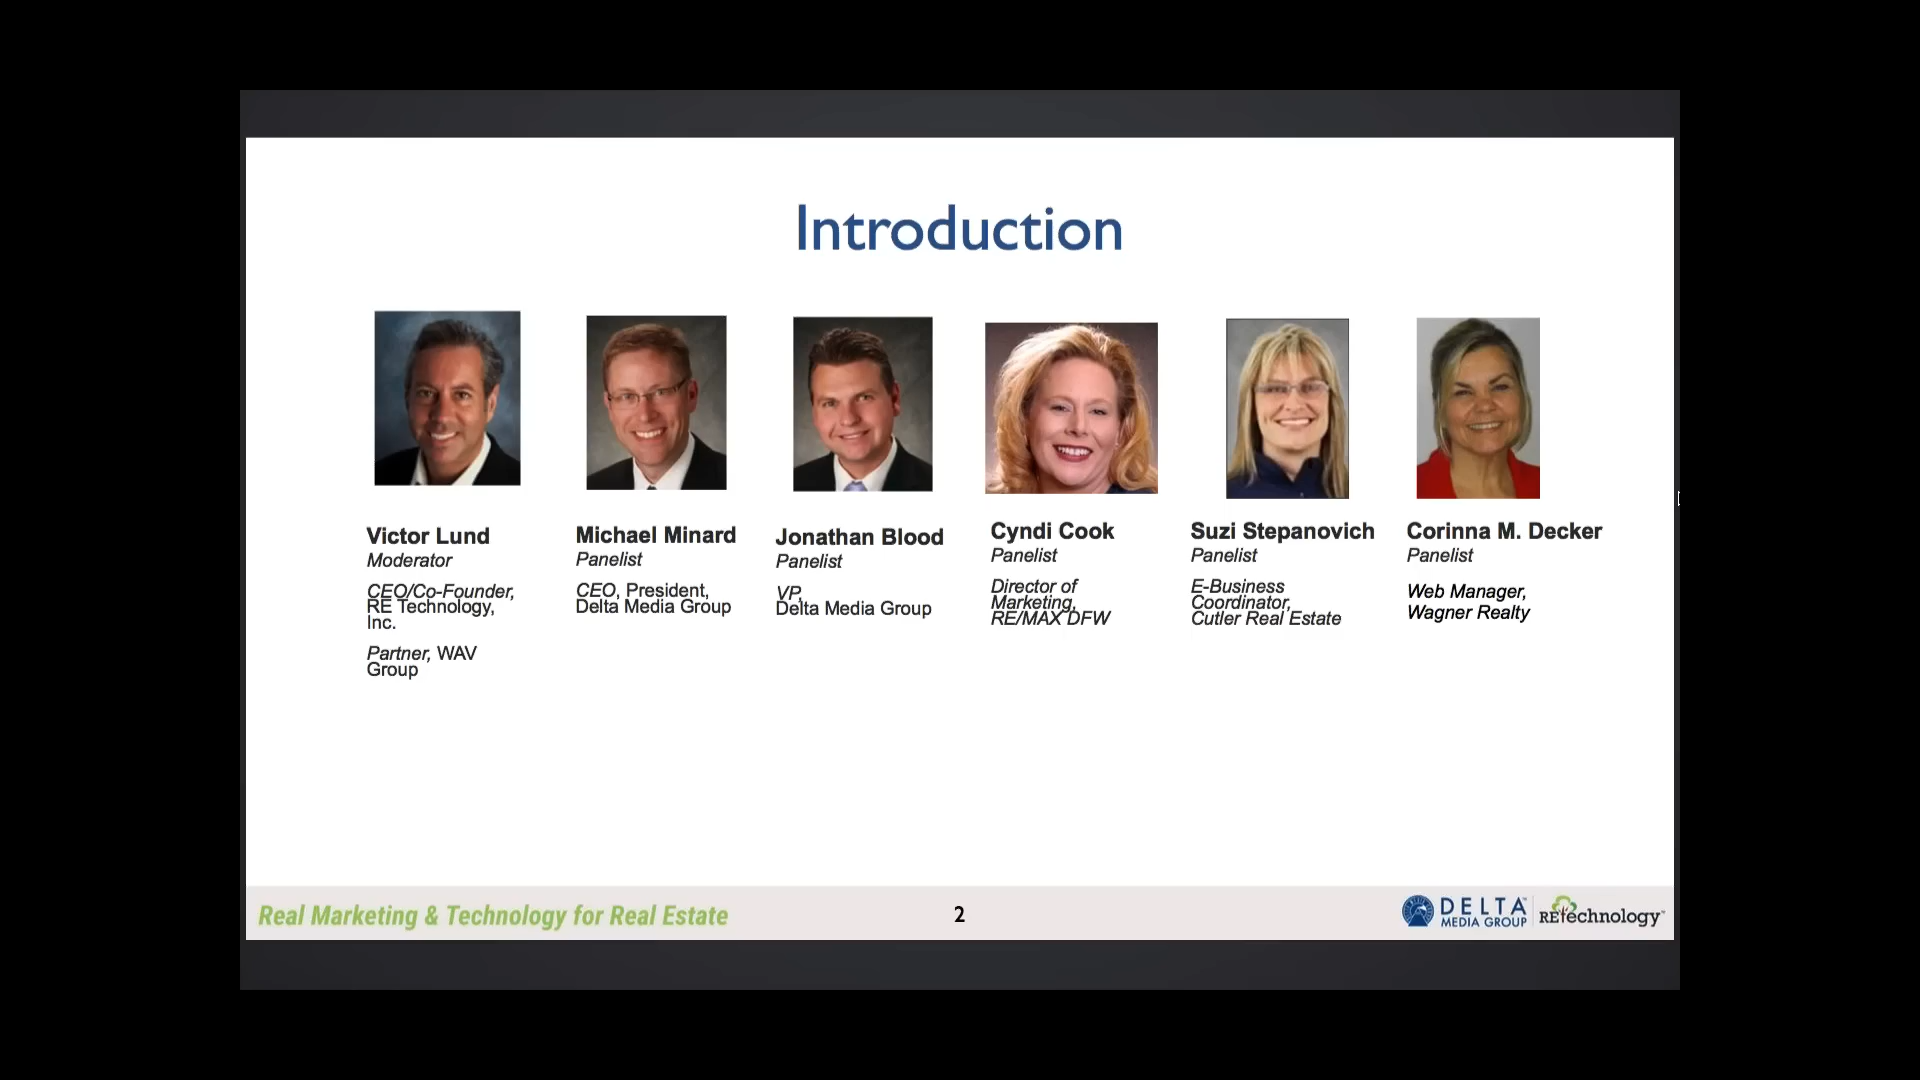 Introduction
Victor Lund
Moderator
CEO/Co-Founder,
RE Technology,
Inc.
Partner, WAV
Group
Michael Minard
Panelist
CEO, President,
Delta Media Group
Jonathan Blood
Panelist
VP,
Delta Media Group
Cyndi Cook
Panelist
Director of
Marketing,
RE/MAX DFW
Suzi Stepanovich
Panelist
E-Business
Coordinator,
Cutler Real Estate
Corinna M. Decker
Panelist
Web Manager,
Wagner Realty
Real Marketing & Technology for Real Estate
2
DELTA
MEDIA GROUP
RETechnology